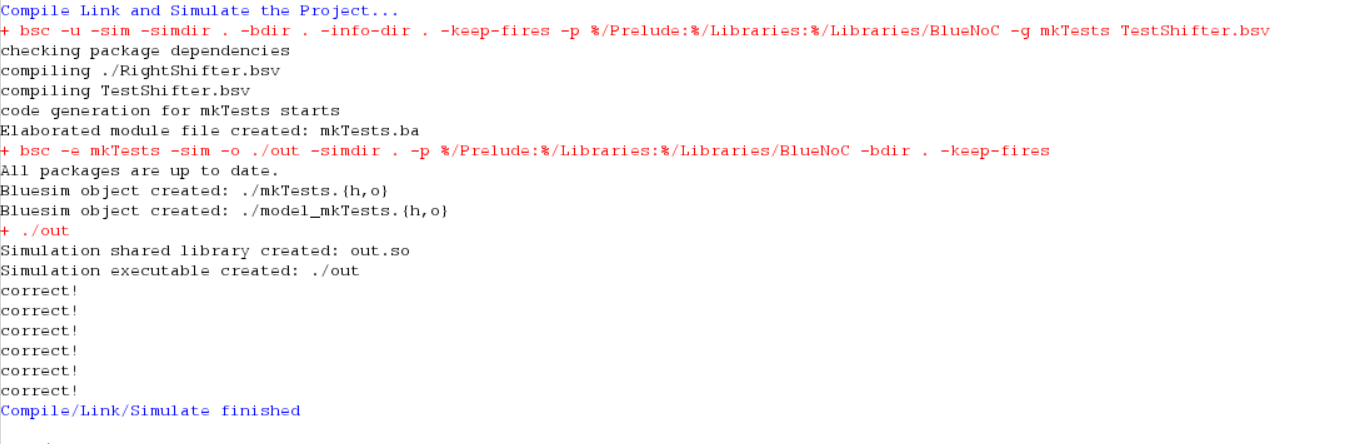 Compile Link and Simulate the Project...
+ bsc -u -sim -simdir . -bdir . -info-dir . -keep-fires -p %/Prelude:%/Libraries:%/Libraries/BlueNoC -g mkTests TestShifter.bsv
checking package dependencies
compiling ./RightShifter.bsv
compiling TestShifter.bsv
code generation for mkTests starts
Elaborated module file created: mkTests.ba
+ bsc -e mkTests -sim -o ./out -simdir . -p %/Prelude:%/Libraries:%/Libraries/BlueNoC -bdir . -keep-fires
All packages are up to date.
Bluesim object created: ./mkTests.{h,o}
Bluesim object created: ./model_mkTests.{h,o}
+ ./out
Simulation shared library created: out.so
Simulation executable created: ./out
correct!
correct!
correct!
correct!
correct!
correct!
Compile/Link/Simulate finished